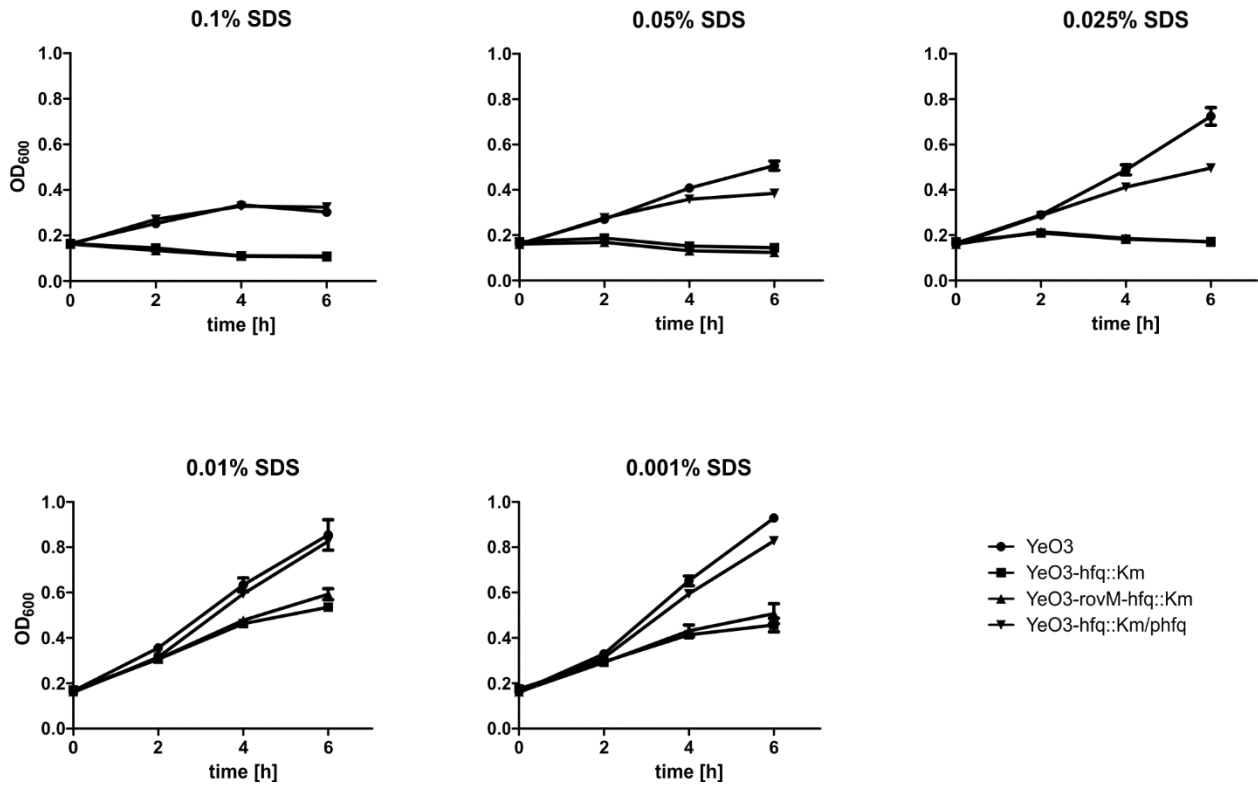 0.1% SDS
OD600
1.0
0.8
0.6
0.4
0.2
0.0
0 2 4 6
time [h]
0.05% SDS
1.0
0.8
0.6
0.4
0.2
0.0
0 2 4 6
time [h]
0.025% SDS
1.0
0.8
0.6
0.4
0.2
0.0
0 2 4 6
time [h]
0.01% SDS
OD600
1.0
0.8
0.6
0.4
0.2
0.0
0 2 4 6
time [h]
0.001% SDS
1.0
0.8
0.6
0.4
0.2
0.0
0 2 4 6
time [h]
YeO3
YeO3-hfq::Km
YeO3-rovM-hfq::Km
YeO3-hfq::Km/phfq